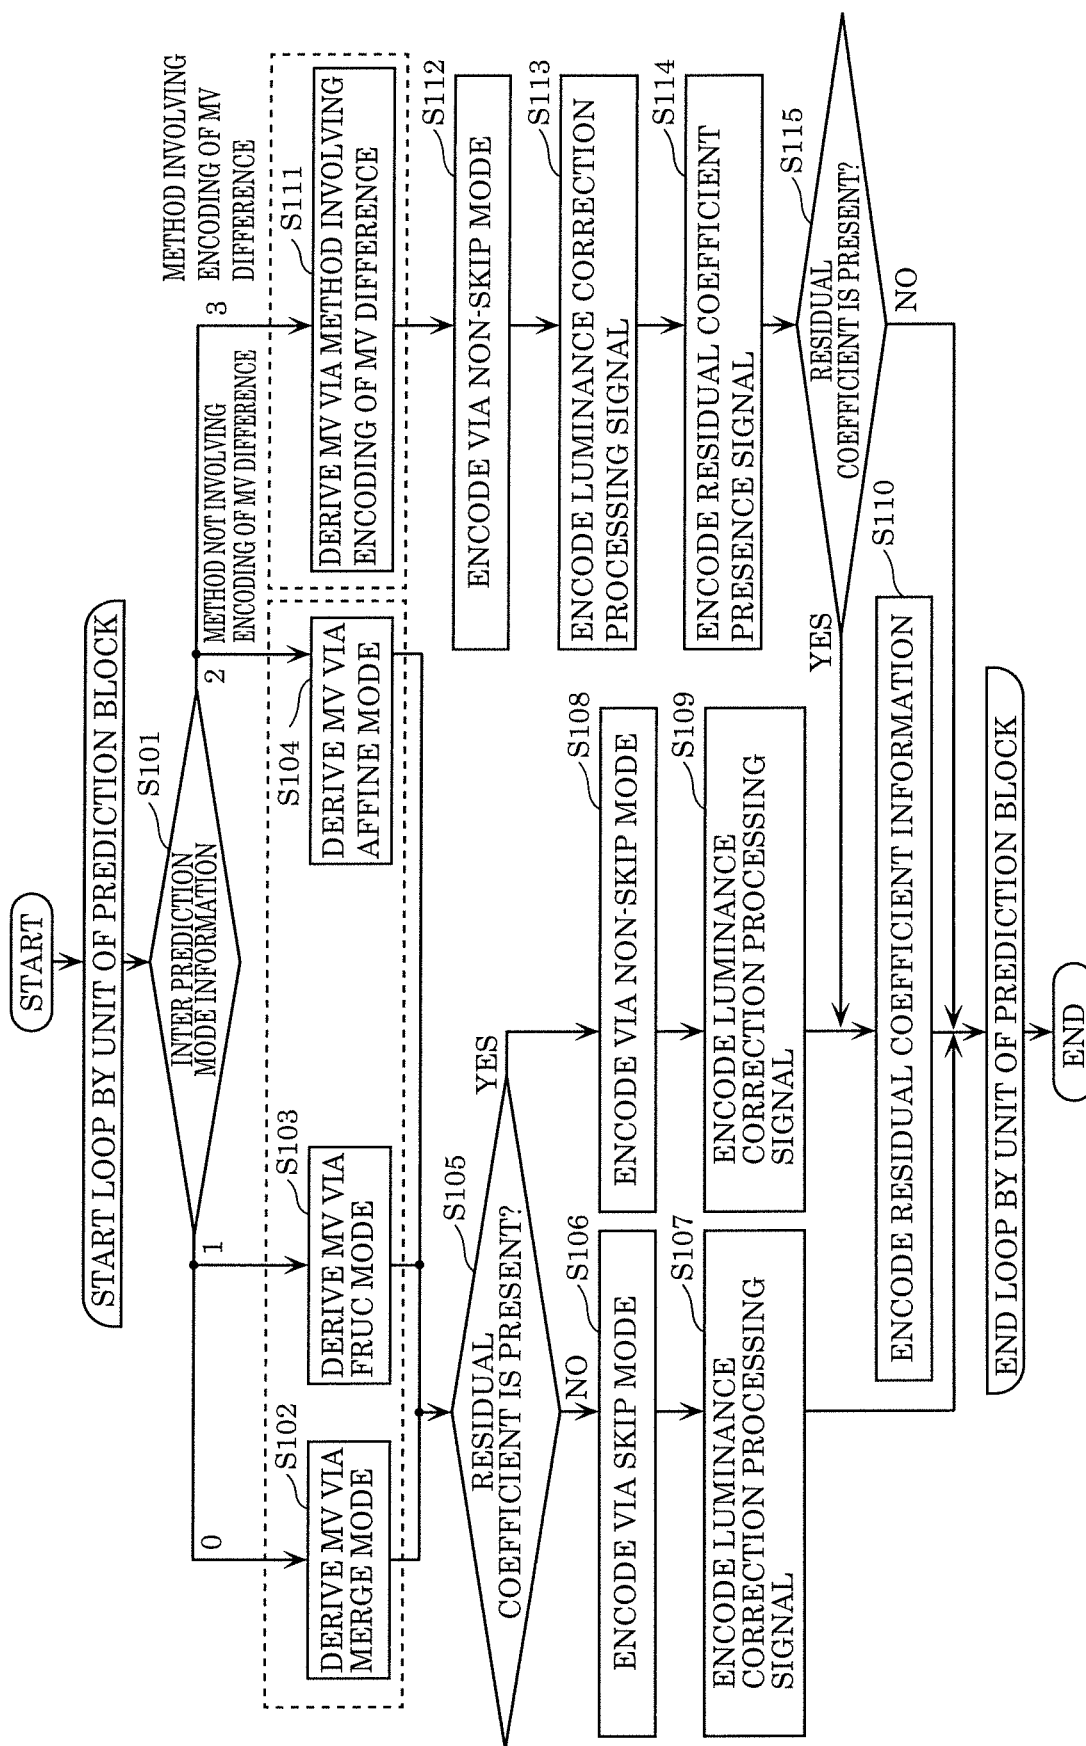 START
START LOOP BY UNIT OF PREDICTION BLOCK
S101
INTER PREDICTION
MODE INFORMATION
0
1
2
3
METHOD NOT INVOLVING
ENCODING OF MV DIFFERENCE
METHOD INVOLVING
ENCODING OF MV
DIFFERENCE
S102
DERIVE MV VIA
MERGE MODE
S103
DERIVE MV VIA
FRUC MODE
S104
DERIVE MV VIA
AFFINE MODE
S111
DERIVE MV VIA METHOD INVOLVING
ENCODING OF MV DIFFERENCE
S105
RESIDUAL
COEFFICIENT IS PRESENT?
YES
NO
S112
ENCODE VIA NON-SKIP MODE
S106
ENCODE VIA SKIP MODE
S108
ENCODE VIA NON-SKIP MODE
S113
ENCODE LUMINANCE CORRECTION
PROCESSING SIGNAL
S107
ENCODE LUMINANCE
CORRECTION PROCESSING
SIGNAL
S109
ENCODE LUMINANCE
CORRECTION PROCESSING
SIGNAL
S114
ENCODE RESIDUAL COEFFICIENT
PRESENCE SIGNAL
S115
RESIDUAL
COEFFICIENT IS PRESENT?
YES
NO
S110
ENCODE RESIDUAL COEFFICIENT INFORMATION
END LOOP BY UNIT OF PREDICTION BLOCK
END